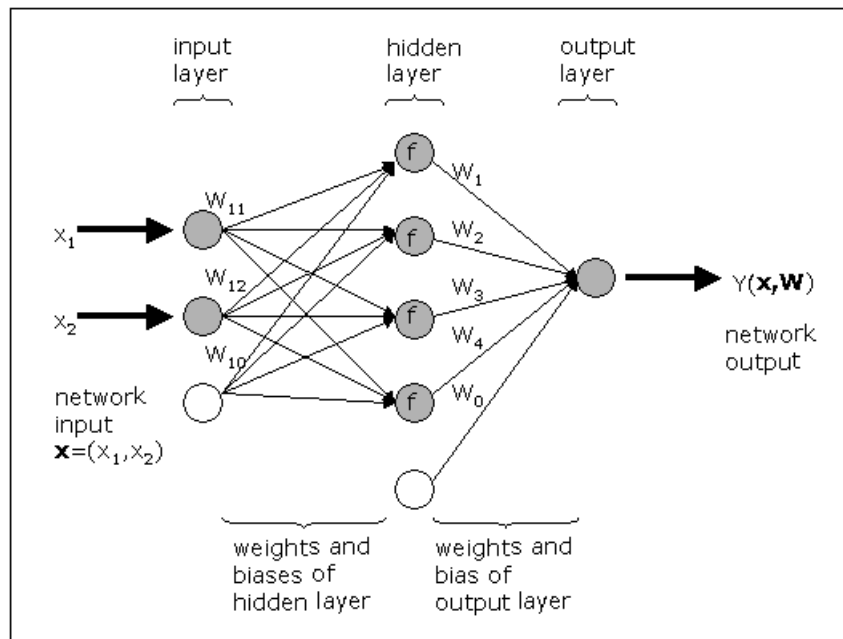 input
layer
hidden
layer
output
layer
f
W₁
W₁₁
f
W₂
x₁
W₁₂
W₃
Y(x,W)
x₂
f
W₄
network
output
W₁₀
network
input
x=(x₁,x₂)
f
W₀
weights and
biases of
hidden layer
weights and
bias of
output layer